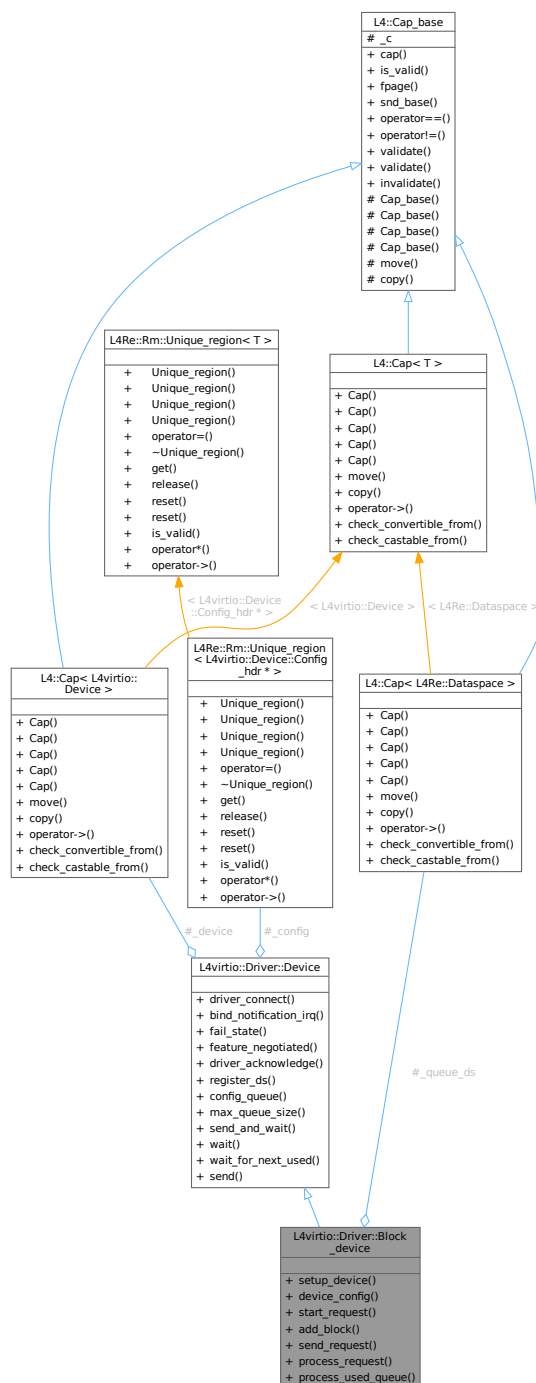 L4::Cap_base
# _c
+ cap()
+ is_valid()
+ fpage()
+ snd_base()
+ operator==()
+ operator!=()
+ validate()
+ validate()
+ invalidate()
# Cap_base()
# Cap_base()
# Cap_base()
# Cap_base()
# move()
# copy()
L4Re::Rm::Unique_region< T >
+ Unique_region()
+ Unique_region()
+ Unique_region()
+ Unique_region()
+ operator=()
+ ~Unique_region()
+ get()
+ release()
+ reset()
+ reset()
+ is_valid()
+ operator*()
+ operator->()
L4::Cap< T >
+ Cap()
+ Cap()
+ Cap()
+ Cap()
+ Cap()
+ move()
+ copy()
+ operator->()
+ check_convertible_from()
+ check_castable_from()
< L4virtio::Device
::Config_hdr * >
< L4virtio::Device >
< L4Re::Dataspace >
L4::Cap< L4virtio::
Device >
+ Cap()
+ Cap()
+ Cap()
+ Cap()
+ Cap()
+ move()
+ copy()
+ operator->()
+ check_convertible_from()
+ check_castable_from()
L4Re::Rm::Unique_region
< L4virtio::Device::Config
_hdr * >
+ Unique_region()
+ Unique_region()
+ Unique_region()
+ Unique_region()
+ operator=()
+ ~Unique_region()
+ get()
+ release()
+ reset()
+ reset()
+ is_valid()
+ operator*()
+ operator->()
L4::Cap< L4Re::Dataspace >
+ Cap()
+ Cap()
+ Cap()
+ Cap()
+ Cap()
+ move()
+ copy()
+ operator->()
+ check_convertible_from()
+ check_castable_from()
#_device
#_config
L4virtio::Driver::Device
+ driver_connect()
+ bind_notification_irq()
+ fail_state()
+ feature_negotiated()
+ driver_acknowledge()
+ register_ds()
+ config_queue()
+ max_queue_size()
+ send_and_wait()
+ wait()
+ wait_for_next_used()
+ send()
#_queue_ds
L4virtio::Driver::Block
_device
+ setup_device()
+ device_config()
+ start_request()
+ add_block()
+ send_request()
+ process_request()
+ process_used_queue()